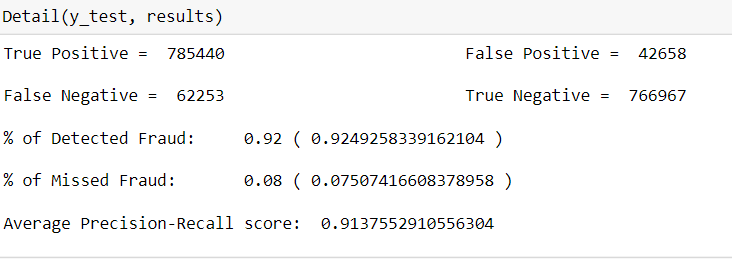 Detail(y_test, results)
True Positive = 785440 False Positive = 42658
False Negative = 62253 True Negative = 766967
% of Detected Fraud: 0.92 ( 0.9249258339162104 )
% of Missed Fraud: 0.08 ( 0.07507416608378958 )
Average Precision-Recall score: 0.9137552910556304